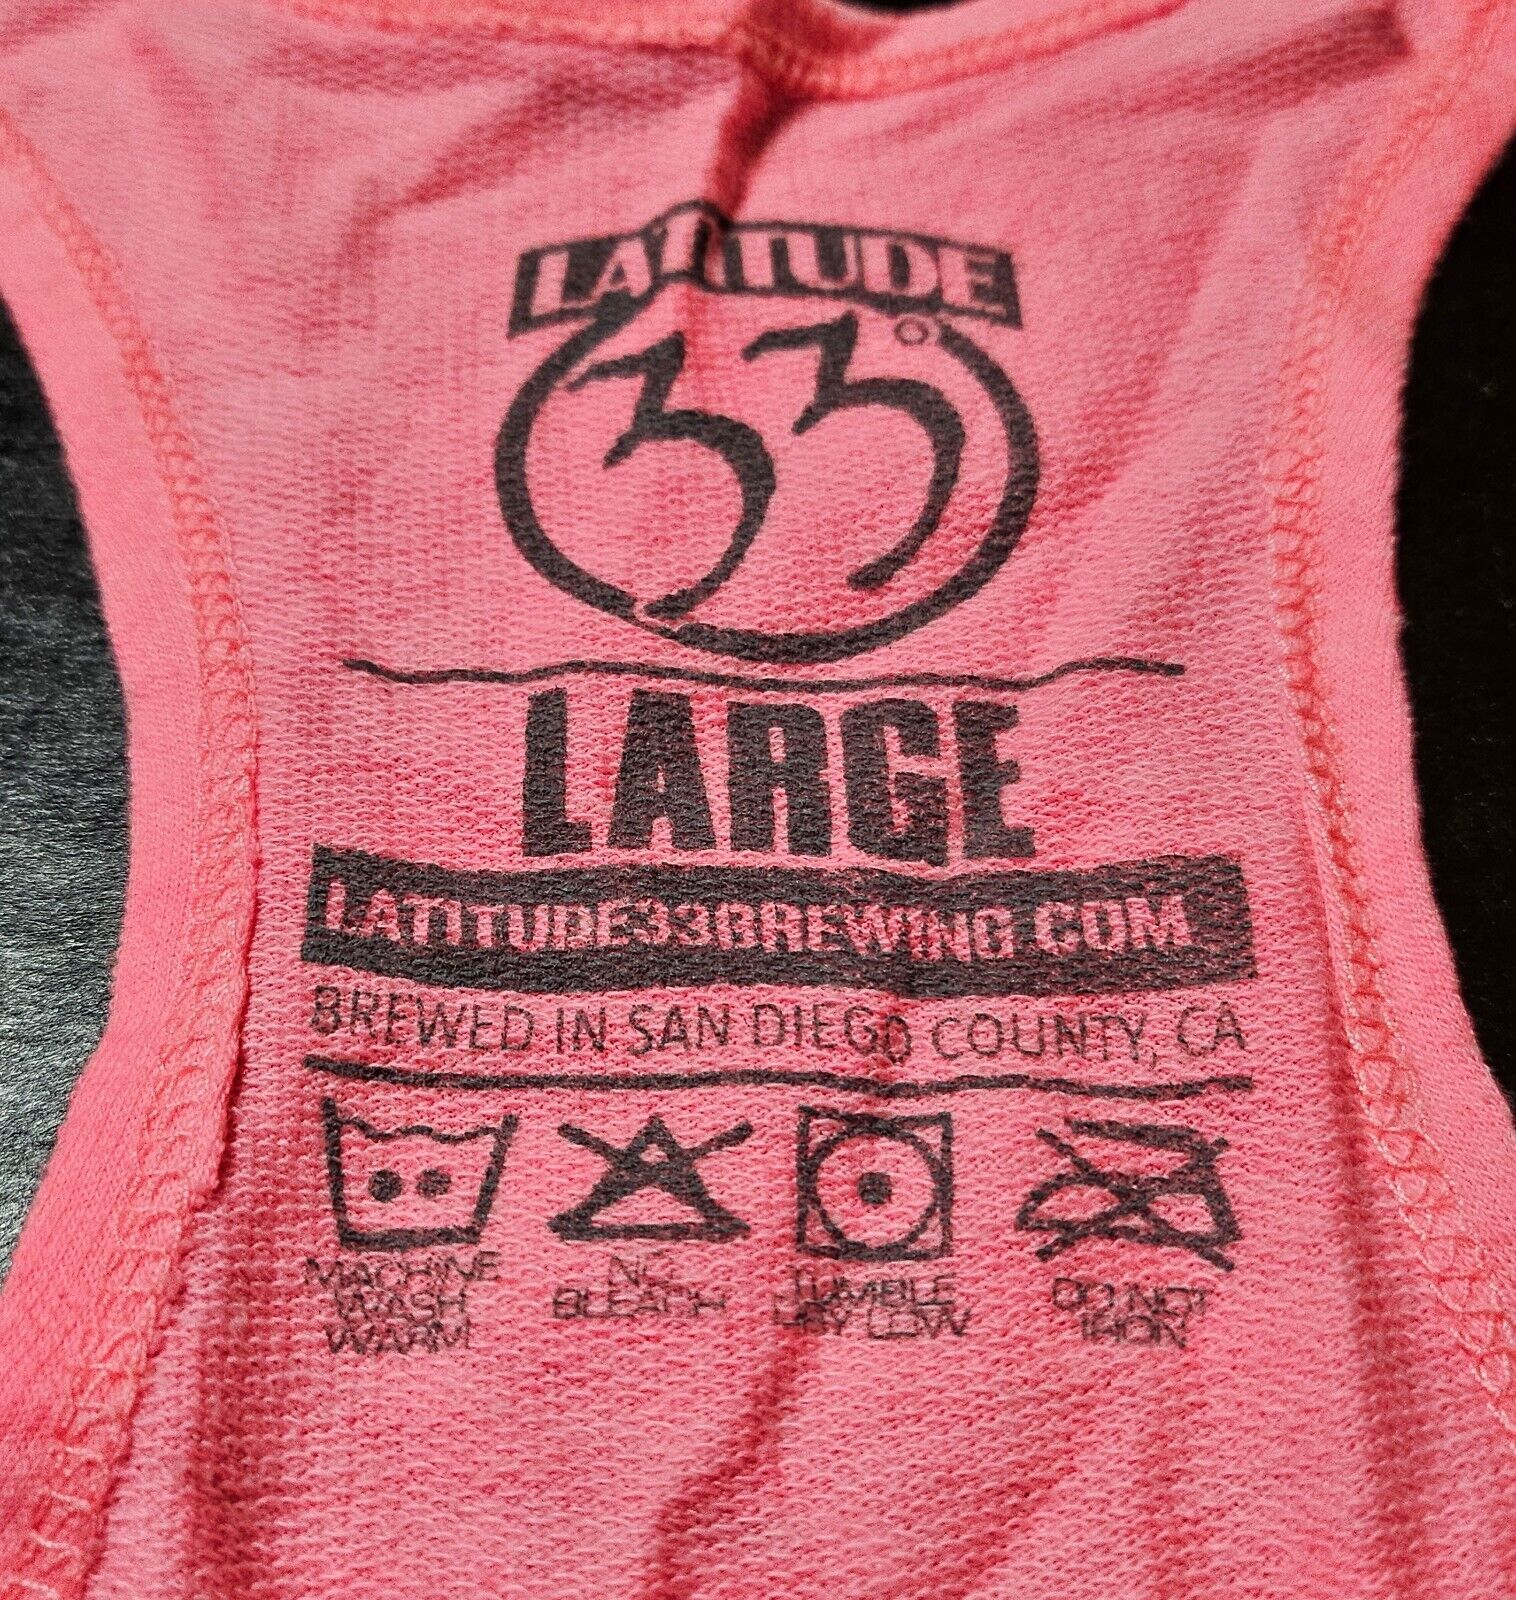 LATITUDE
33°
LARGE
LATITUDE33BREWING.COM
BREWED IN SAN DIEGO COUNTY, CA
MACHINE WASH WARM
NO BLEACH
TUMBLE DRY LOW
DO NOT IRON